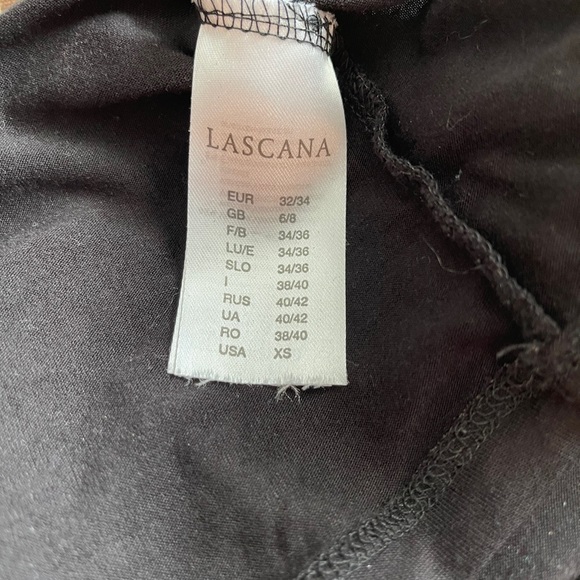 LASCANA
EUR 32/34
GB 6/8
F/B 34/36
LU/E 34/36
SLO 34/36
I 38/40
RUS 40/42
UA 40/42
RO 38/40
USA XS